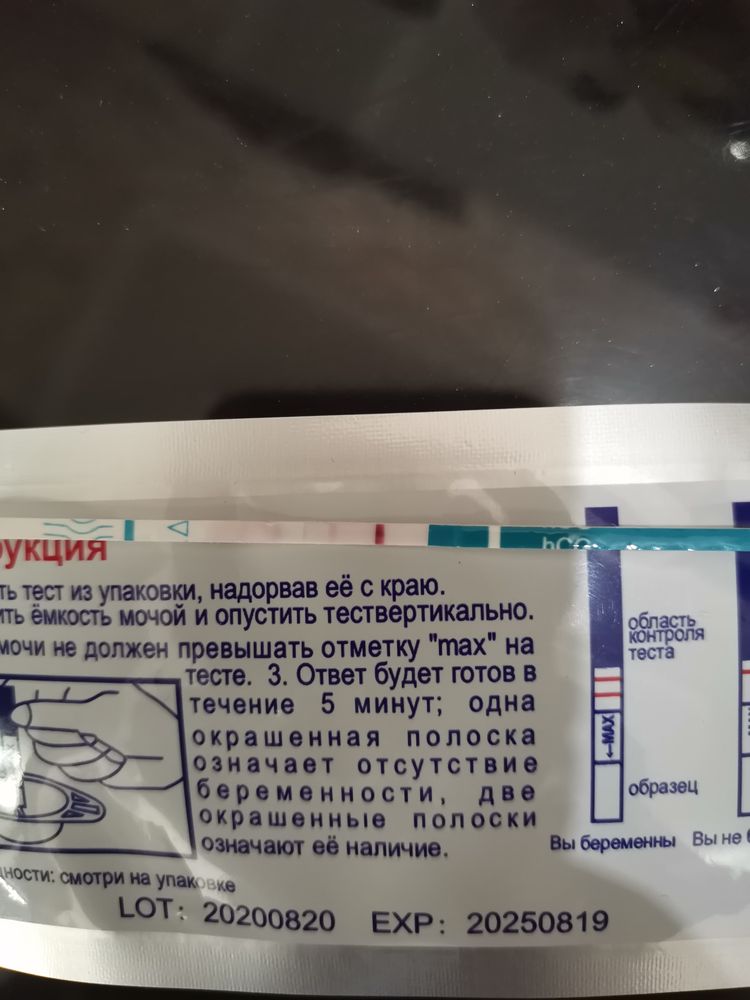 hCG
рукция
ть тест из упаковки, надорвав её с краю.
ить ёмкость мочой и опустить тествертикально.
мочи не должен превышать отметку "max" на
тесте. 3. Ответ будет готов в
течение 5 минут; одна
окрашенная полоска
означает отсутствие
беременности, две
окрашенные полоски
означают её наличие.
область
контроля
теста
←MAX
образец
Вы беременны Вы не
ности: смотри на упаковке
LOT: 20200820 EXP: 20250819